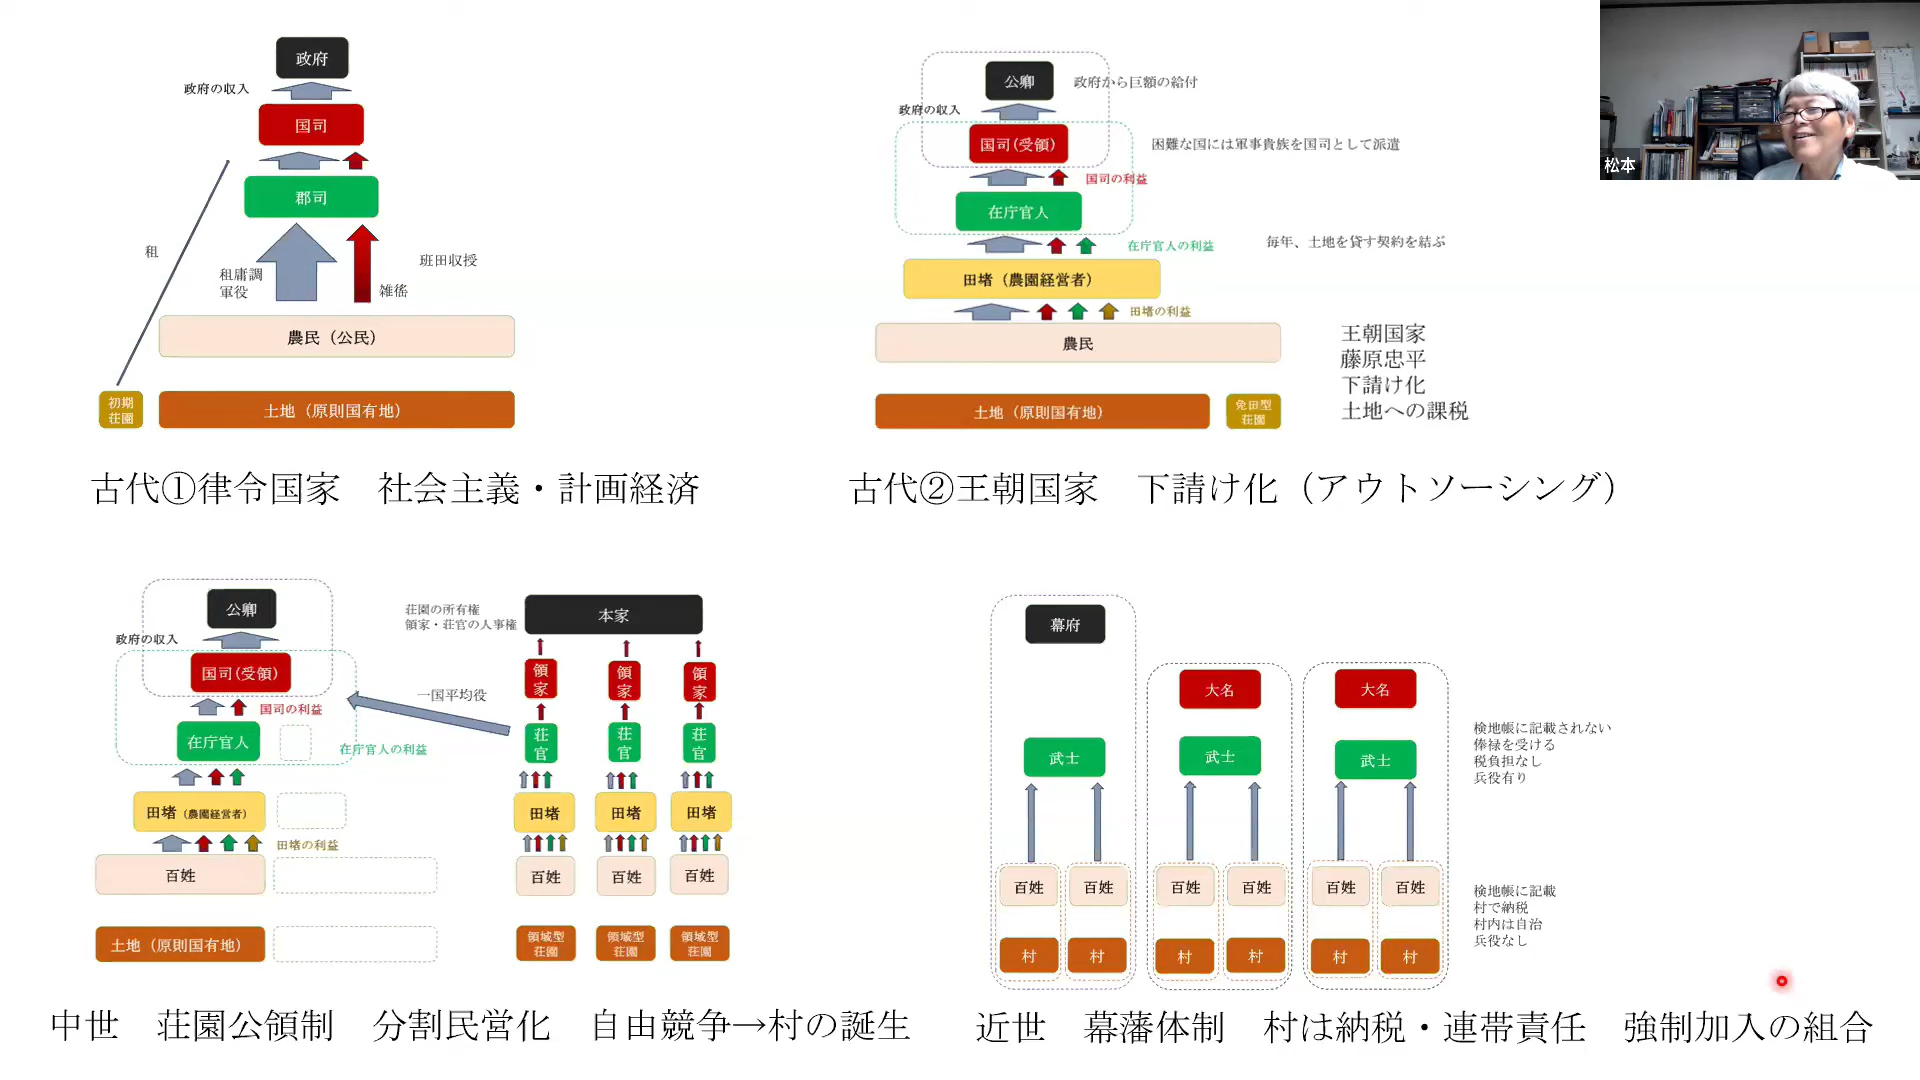 政府
政府の収入
国司
郡司
租
租庸調
軍役
班田収授
雑徭
農民（公民）
初期
荘園
土地（原則国有地）
古代①律令国家　社会主義・計画経済
公卿
政府から巨額の給付
政府の収入
国司(受領)
困難な国には軍事貴族を国司として派遣
国司の利益
在庁官人
在庁官人の利益
毎年、土地を貸す契約を結ぶ
田堵（農園経営者）
田堵の利益
農民
土地（原則国有地）
免田型
荘園
王朝国家
藤原忠平
下請け化
土地への課税
古代②王朝国家　下請け化（アウトソーシング）
松本
公卿
政府の収入
国司(受領)
国司の利益
在庁官人
在庁官人の利益
田堵（農園経営者）
田堵の利益
百姓
土地（原則国有地）
荘園の所有権
領家・荘官の人事権
本家
一国平均役
領家
領家
領家
荘官
荘官
荘官
田堵
田堵
田堵
百姓
百姓
百姓
領域型
荘園
領域型
荘園
領域型
荘園
中世　荘園公領制　分割民営化　自由競争→村の誕生
幕府
武士
百姓
百姓
村
村
大名
武士
百姓
百姓
村
村
大名
武士
百姓
百姓
村
村
検地帳に記載されない
俸禄を受ける
税負担なし
兵役有り
検地帳に記載
村で納税
村内は自治
兵役なし
近世　幕藩体制　村は納税・連帯責任　強制加入の組合